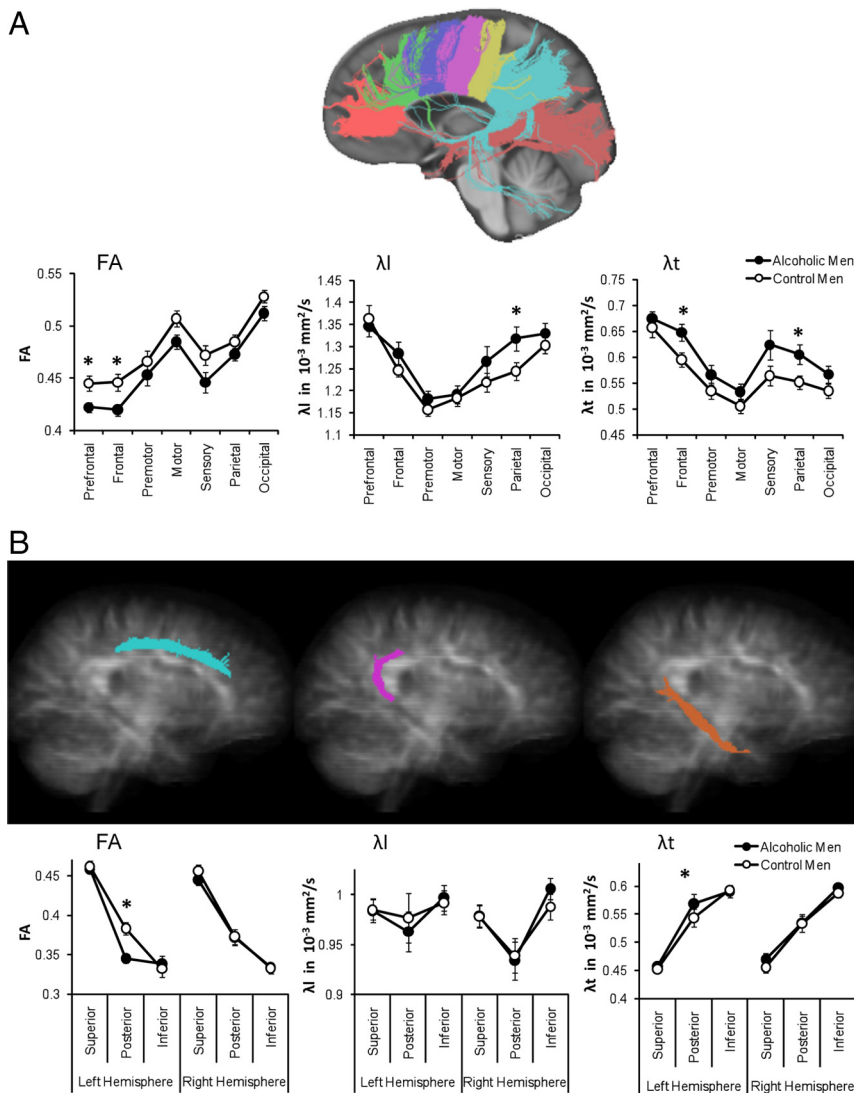 A
FA
λl
λt
Alcoholic Men
Control Men
FA
0.55
0.5
0.45
0.4
Prefrontal
Frontal
Premotor
Motor
Sensory
Parietal
Occipital
* *
λl in 10⁻³ mm²/s
1.45
1.4
1.35
1.3
1.25
1.2
1.15
1.1
Prefrontal
Frontal
Premotor
Motor
Sensory
Parietal
Occipital
*
λt in 10⁻³ mm²/s
0.75
0.7
0.65
0.6
0.55
0.5
0.45
Prefrontal
Frontal
Premotor
Motor
Sensory
Parietal
Occipital
* *
B
FA
λl
λt
Alcoholic Men
Control Men
FA
0.45
0.4
0.35
0.3
*
Superior
Posterior
Inferior
Superior
Posterior
Inferior
Left Hemisphere
Right Hemisphere
λl in 10⁻³ mm²/s
1
0.95
0.9
Superior
Posterior
Inferior
Superior
Posterior
Inferior
Left Hemisphere
Right Hemisphere
λt in 10⁻³ mm²/s
0.6
0.5
0.45
0.4
*
Superior
Posterior
Inferior
Superior
Posterior
Inferior
Left Hemisphere
Right Hemisphere